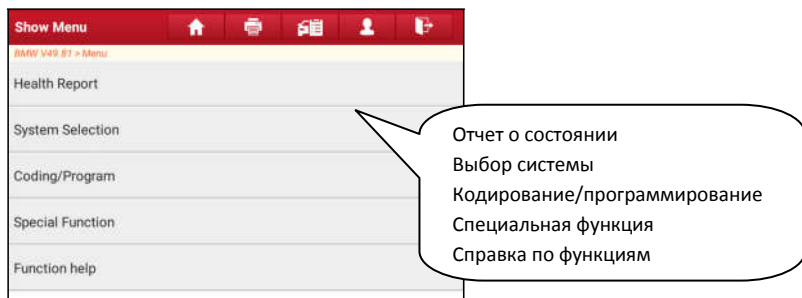 Show Menu
BMW V49.81 > Menu
Health Report
System Selection
Coding/Program
Special Function
Function help
Отчет о состоянии
Выбор системы
Кодирование/программирование
Специальная функция
Справка по функциям